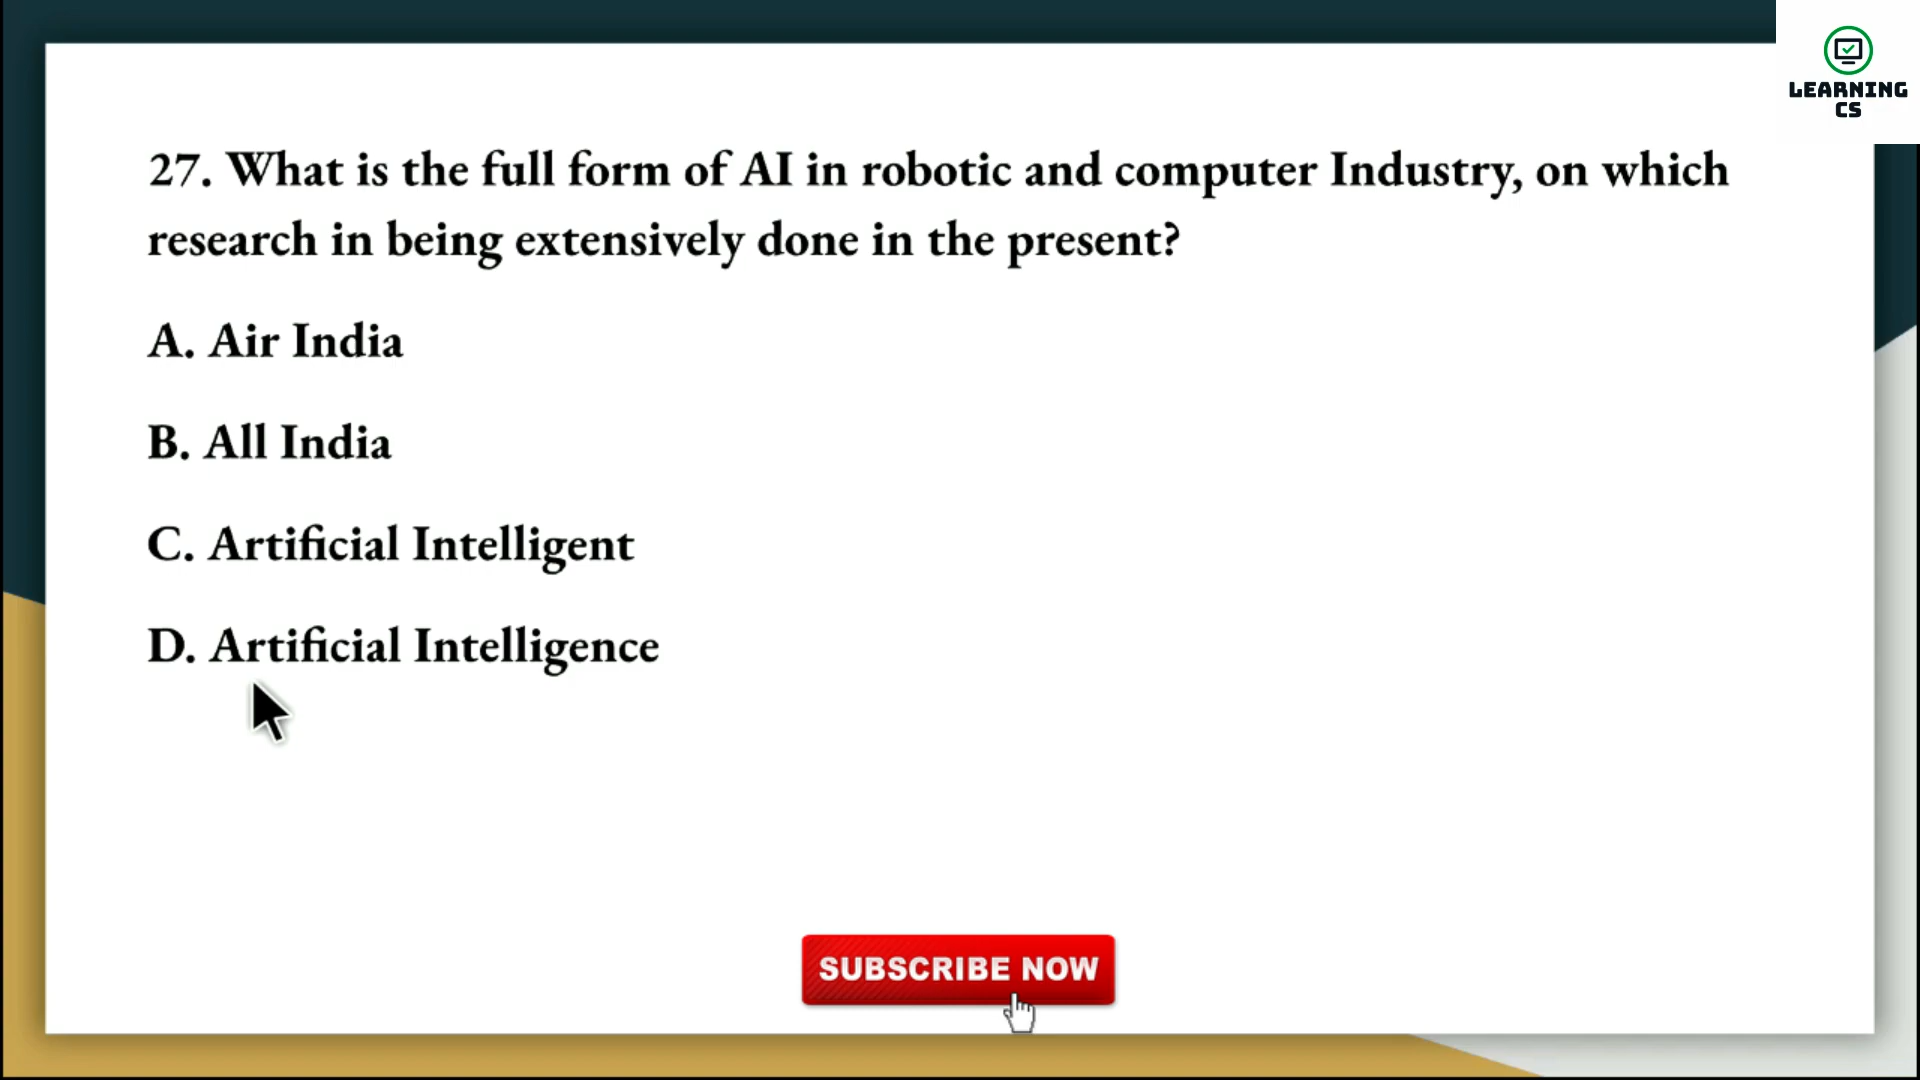 LEARNING
CS
27. What is the full form of AI in robotic and computer Industry, on which
research in being extensively done in the present?
A. Air India
B. All India
C. Artificial Intelligent
D. Artificial Intelligence
SUBSCRIBE NOW